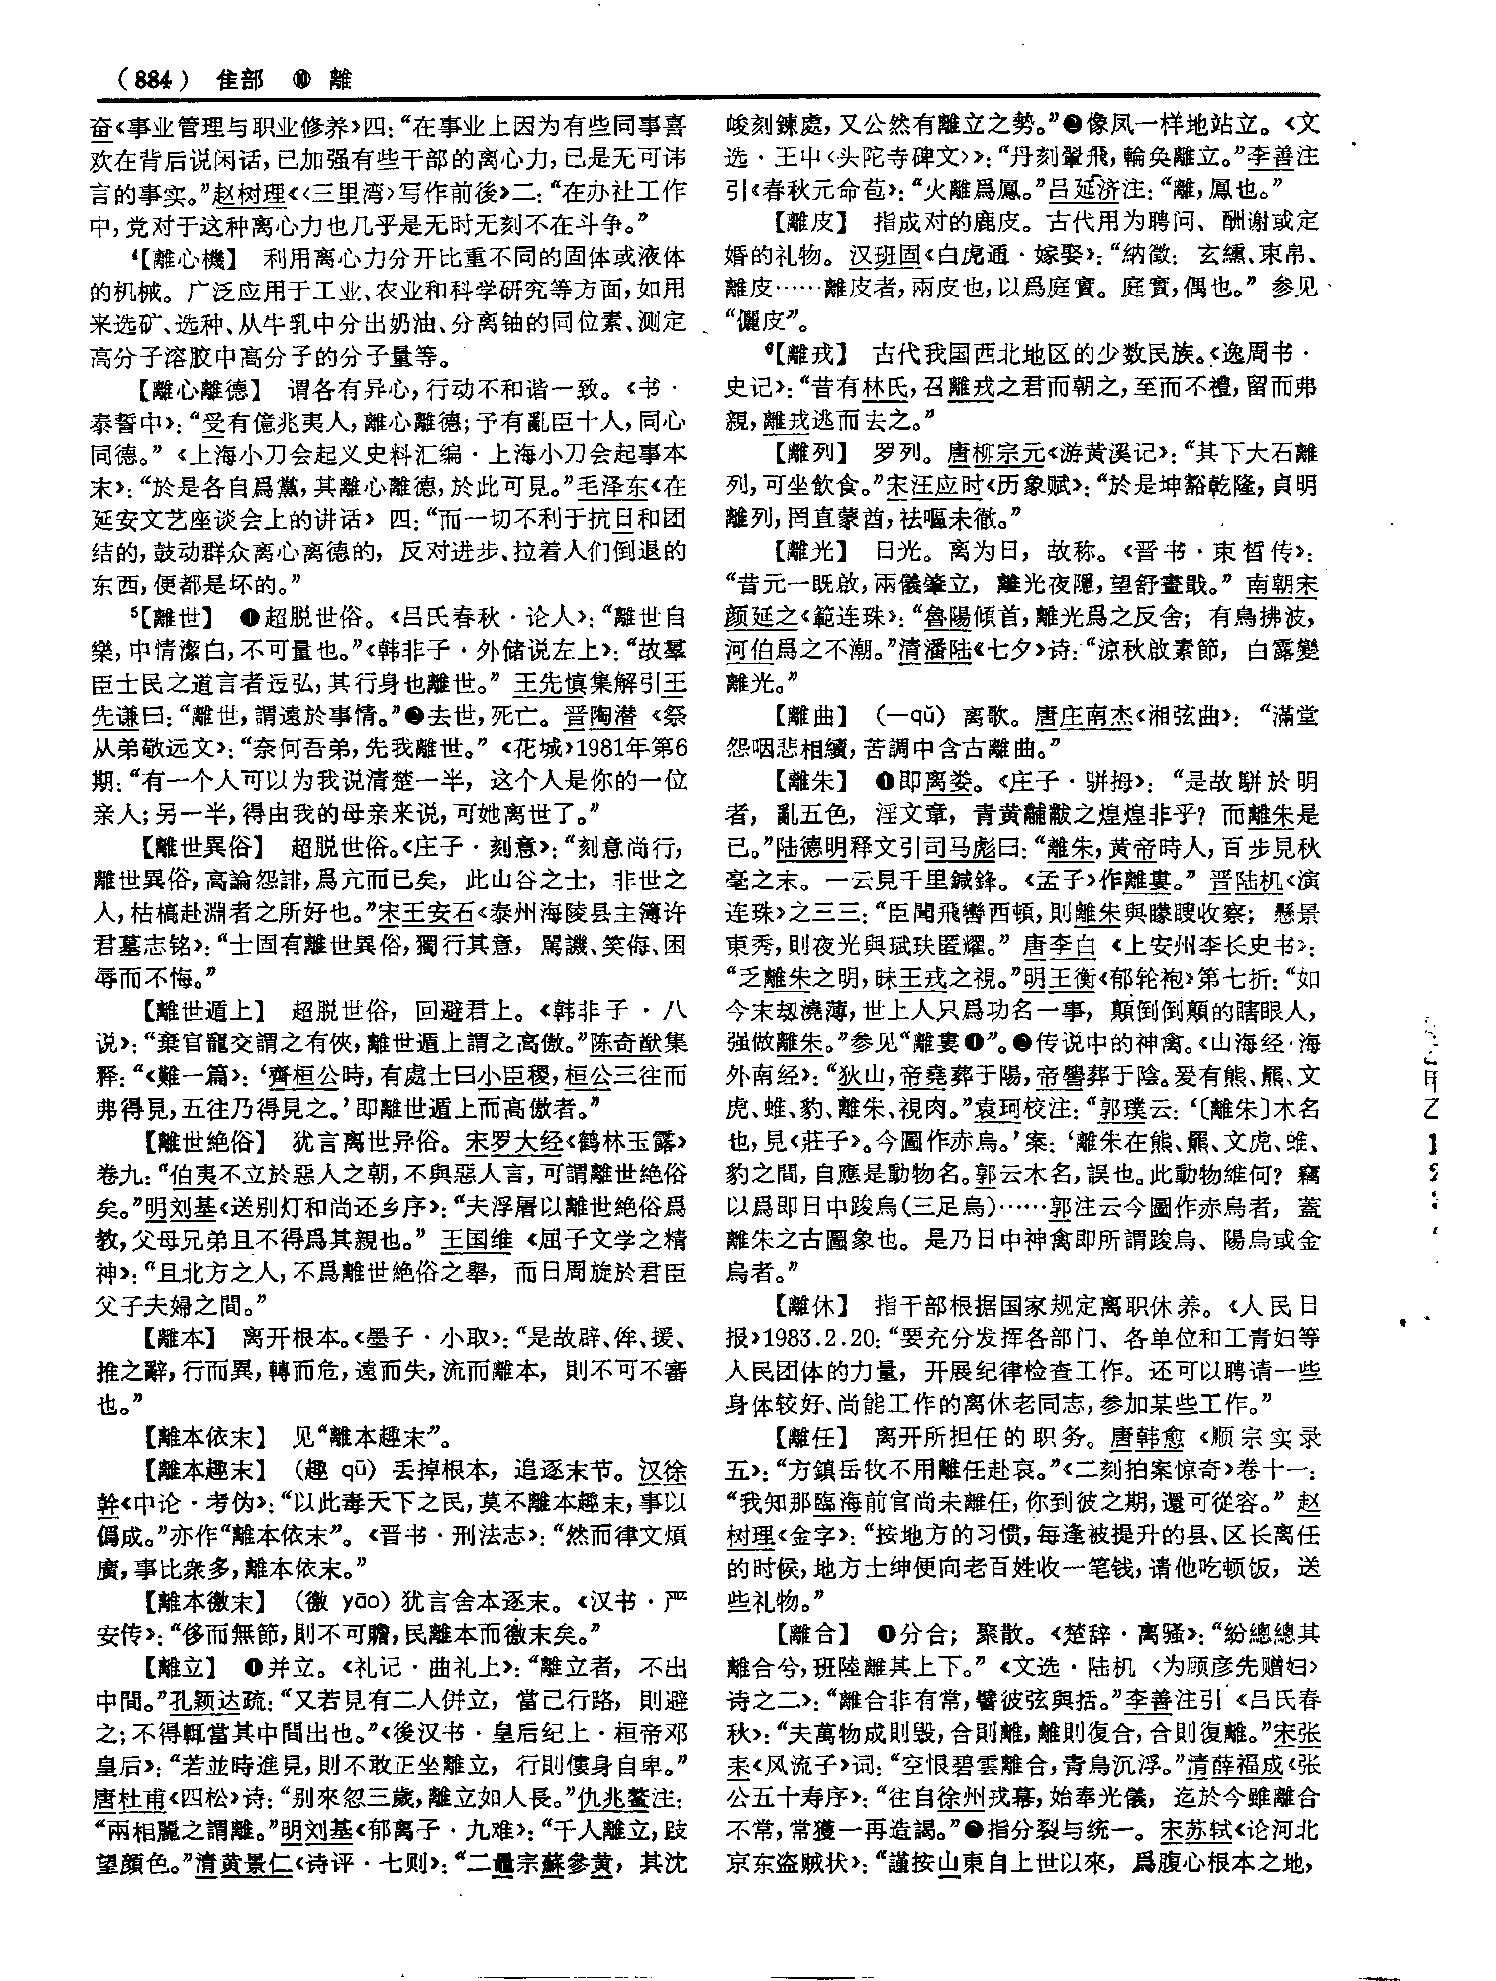 （884） 隹部 ⑩ 離
奋《事业管理与职业修养》四：“在事业上因为有些同事喜
欢在背后说闲话，已加强有些干部的离心力，已是无可讳
言的事实。”赵树理《〈三里湾〉写作前後》二：“在办社工作
中，党对于这种离心力也几乎是无时无刻不在斗争。”
⁴【離心機】 利用离心力分开比重不同的固体或液体
的机械。广泛应用于工业、农业和科学研究等方面，如用
来选矿、选种、从牛乳中分出奶油、分离铀的同位素、测定
高分子溶胶中高分子的分子量等。
【離心離德】 谓各有异心，行动不和谐一致。《书·
泰誓中》：“受有億兆夷人，離心離德；予有亂臣十人，同心
同德。”《上海小刀会起义史料汇编·上海小刀会起事本
末》：“於是各自爲黨，其離心離德，於此可見。”毛泽东《在
延安文艺座谈会上的讲话》四：“而一切不利于抗日和团
结的，鼓动群众离心离德的，反对进步、拉着人们倒退的
东西，便都是坏的。”
⁵【離世】 ❶超脱世俗。《吕氏春秋·论人》：“離世自
樂，中情潔白，不可量也。”《韩非子·外储说左上》：“故羣
臣士民之道言者迂弘，其行身也離世。”王先慎集解引王
先谦曰：“離世，謂遠於事情。”❷去世，死亡。晋陶潜《祭
从弟敬远文》：“奈何吾弟，先我離世。”《花城》1981年第6
期：“有一个人可以为我说清楚一半，这个人是你的一位
亲人；另一半，得由我的母亲来说，可她离世了。”
【離世異俗】 超脱世俗。《庄子·刻意》：“刻意尚行，
離世異俗，高論怨誹，爲亢而已矣，此山谷之士，非世之
人，枯槁赴淵者之所好也。”宋王安石《泰州海陵县主簿许
君墓志铭》：“士固有離世異俗，獨行其意，罵譏、笑侮、困
辱而不悔。”
【離世遁上】 超脱世俗，回避君上。《韩非子·八
说》：“棄官寵交謂之有俠，離世遁上謂之高傲。”陈奇猷集
释：“《難一篇》：‘齊桓公時，有處士曰小臣稷，桓公三往而
弗得見，五往乃得見之。’即離世遁上而高傲者。”
【離世絶俗】 犹言离世异俗。宋罗大经《鹤林玉露》
卷九：“伯夷不立於惡人之朝，不與惡人言，可謂離世绝俗
矣。”明刘基《送别灯和尚还乡序》：“夫浮屠以離世绝俗爲
教，父母兄弟且不得爲其親也。”王国维《屈子文学之精
神》：“且北方之人，不爲離世絶俗之舉，而日周旋於君臣
父子夫婦之間。”
【離本】 离开根本。《墨子·小取》：“是故辟、侔、援、
推之辭，行而異，轉而危，遠而失，流而離本，則不可不審
也。”
【離本依末】 见“離本趣末”。
【離本趣末】 （趣 qū）丢掉根本，追逐末节。汉徐
幹《中论·考伪》：“以此毒天下之民，莫不離本趣末，事以
僞成。”亦作“離本依末”。《晋书·刑法志》：“然而律文煩
廣，事比衆多，離本依末。”
【離本徼末】 （徼 yāo）犹言舍本逐末。《汉书·严
安传》：“侈而無節，則不可贍，民離本而徼末矣。”
【離立】 ❶并立。《礼记·曲礼上》：“離立者，不出
中間。”孔颖达疏：“又若見有二人併立，當己行路，則避
之；不得輒當其中間出也。”《後汉书·皇后纪上·桓帝邓
皇后》：“若並時進見，則不敢正坐離立，行則僂身自卑。”
唐杜甫《四松》诗：“别來忽三歲，離立如人長。”仇兆鳌注：
“兩相麗之謂離。”明刘基《郁离子·九难》：“千人離立，跂
望顔色。”清黄景仁《诗评·七则》：“二晁宗蘇參黄，其沈
峻刻鍊處，又公然有離立之勢。”❷像凤一样地站立。《文
选·王屮〈头陀寺碑文〉》：“丹刻翬飛，輪奂離立。”李善注
引《春秋元命苞》：“火離爲鳳。”吕延济注：“離，鳳也。”
【離皮】 指成对的鹿皮。古代用为聘问、酬谢或定
婚的礼物。汉班固《白虎通·嫁娶》：“納徵：玄纁、束帛、
離皮……離皮者，兩皮也，以爲庭實。庭實，偶也。”参见
“儷皮”。
⁶【離戎】 古代我国西北地区的少数民族。《逸周书·
史记》：“昔有林氏，召離戎之君而朝之，至而不禮，留而弗
親，離戎逃而去之。”
【離列】 罗列。唐柳宗元《游黄溪记》：“其下大石離
列，可坐飲食。”宋汪应时《历象赋》：“於是坤豁乾隆，貞明
離列，罔直蒙酋，祛嘔未徹。”
【離光】 日光。离为日，故称。《晋书·束皙传》：
“昔元一既啟，兩儀肇立，離光夜隱，望舒晝戢。”南朝宋
颜延之《範连珠》：“魯陽傾首，離光爲之反舍；有鳥拂波，
河伯爲之不潮。”清潘陆《七夕》诗：“涼秋啟素節，白露變
離光。”
【離曲】 （—qǔ）离歌。唐庄南杰《湘弦曲》：“滿堂
怨咽悲相續，苦調中含古離曲。”
【離朱】 ❶即离娄。《庄子·骈拇》：“是故駢於明
者，亂五色，淫文章，青黄黼黻之煌煌非乎？而離朱是
已。”陆德明释文引司马彪曰：“離朱，黄帝時人，百步見秋
毫之末。一云見千里鍼鋒。《孟子》作離婁。”晋陆机《演
连珠》之三三：“臣聞飛轡西頓，則離朱與矇瞍收察；懸景
東秀，則夜光與珷玞匿耀。”唐李白《上安州李长史书》：
“乏離朱之明，昧王戎之視。”明王衡《郁轮袍》第七折：“如
今末刼澆薄，世上人只爲功名一事，顛倒倒顛的瞎眼人，
强做離朱。”参见“離婁❶”。❷传说中的神禽。《山海经·海
外南经》：“狄山，帝堯葬于陽，帝嚳葬于陰。爰有熊、羆、文
虎、蜼、豹、離朱、視肉。”袁珂校注：“郭璞云：‘〔離朱〕木名
也，見《莊子》。今圖作赤烏。’案：‘離朱在熊、羆、文虎、蜼、
豹之間，自應是動物名。郭云木名，誤也。此動物維何？竊
以爲即日中踆烏（三足烏）……郭注云今圖作赤烏者，蓋
離朱之古圖象也。是乃日中神禽即所謂踆烏、陽烏或金
烏者。”
【離休】 指干部根据国家规定离职休养。《人民日
报》1983.2.20：“要充分发挥各部门、各单位和工青妇等
人民团体的力量，开展纪律检查工作。还可以聘请一些
身体较好、尚能工作的离休老同志，参加某些工作。”
【離任】 离开所担任的职务。唐韩愈《顺宗实录
五》：“方鎮岳牧不用離任赴哀。”《二刻拍案惊奇》卷十一：
“我知那臨海前官尚未離任，你到彼之期，還可從容。”赵
树理《金字》：“按地方的习惯，每逢被提升的县、区长离任
的时候，地方士绅便向老百姓收一笔钱，请他吃顿饭，送
些礼物。”
【離合】 ❶分合；聚散。《楚辞·离骚》：“紛總總其
離合兮，班陸離其上下。”《文选·陆机〈为顾彦先赠妇〉
诗之二》：“離合非有常，譬彼弦與括。”李善注引《吕氏春
秋》：“夫萬物成則毁，合則離，離則復合，合則復離。”宋张
耒《风流子》词：“空恨碧雲離合，青鳥沉浮。”清薛福成《张
公五十寿序》：“往自徐州戎幕，始奉光儀，迄於今雖離合
不常，常獲一再造謁。”❷指分裂与统一。宋苏轼《论河北
京东盗贼状》：“謹按山東自上世以來，爲腹心根本之地，